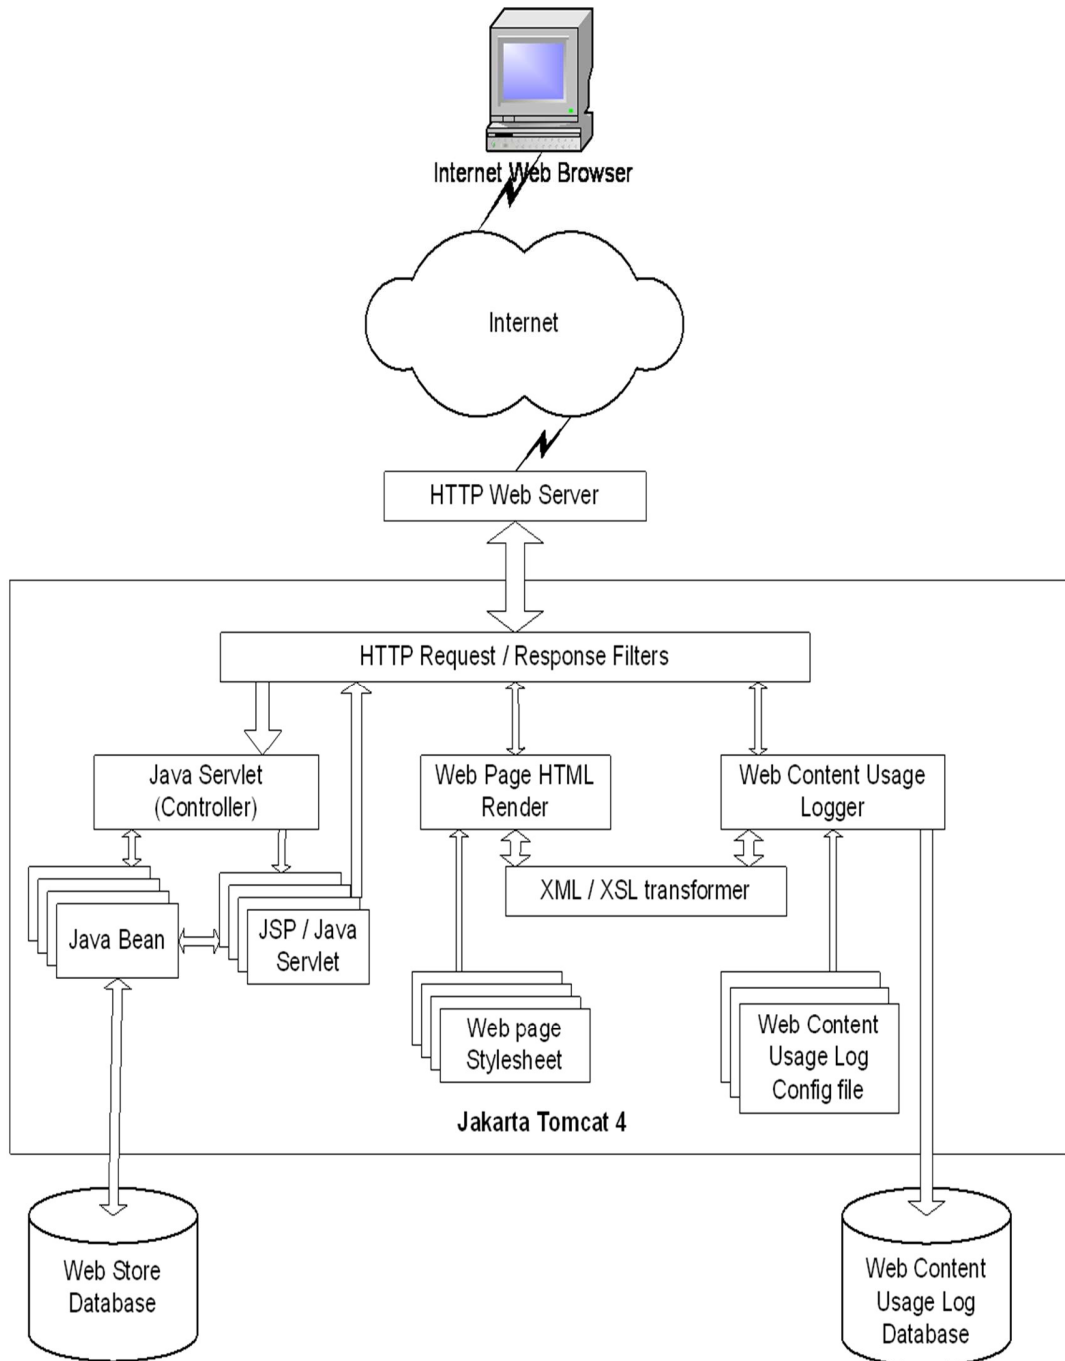 Internet Web Browser
Internet
HTTP Web Server
HTTP Request / Response Filters
Java Servlet
(Controller)
Web Page HTML
Render
Web Content Usage
Logger
XML / XSL transformer
Java Bean
JSP / Java
Servlet
Web page
Stylesheet
Web Content
Usage Log
Config file
Jakarta Tomcat 4
Web Store
Database
Web Content
Usage Log
Database